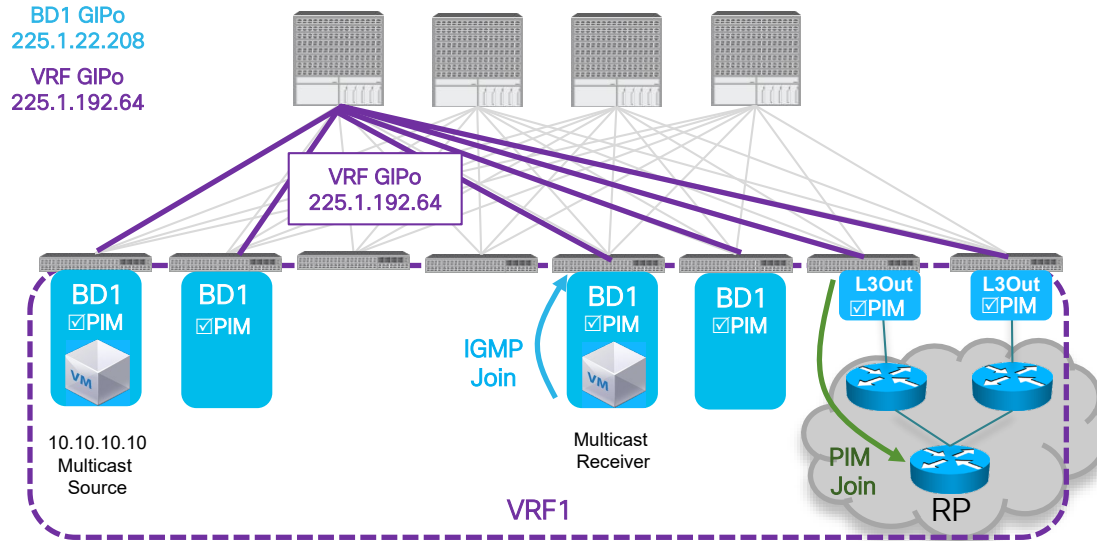 BD1 GIPo
225.1.22.208
VRF GIPo
225.1.192.64
VRF GIPo
225.1.192.64
BD1
☑PIM
VM
10.10.10.10
Multicast
Source
BD1
☑PIM
IGMP
Join
BD1
☑PIM
VM
Multicast
Receiver
BD1
☑PIM
L3Out
☑PIM
L3Out
☑PIM
PIM
Join
RP
VRF1